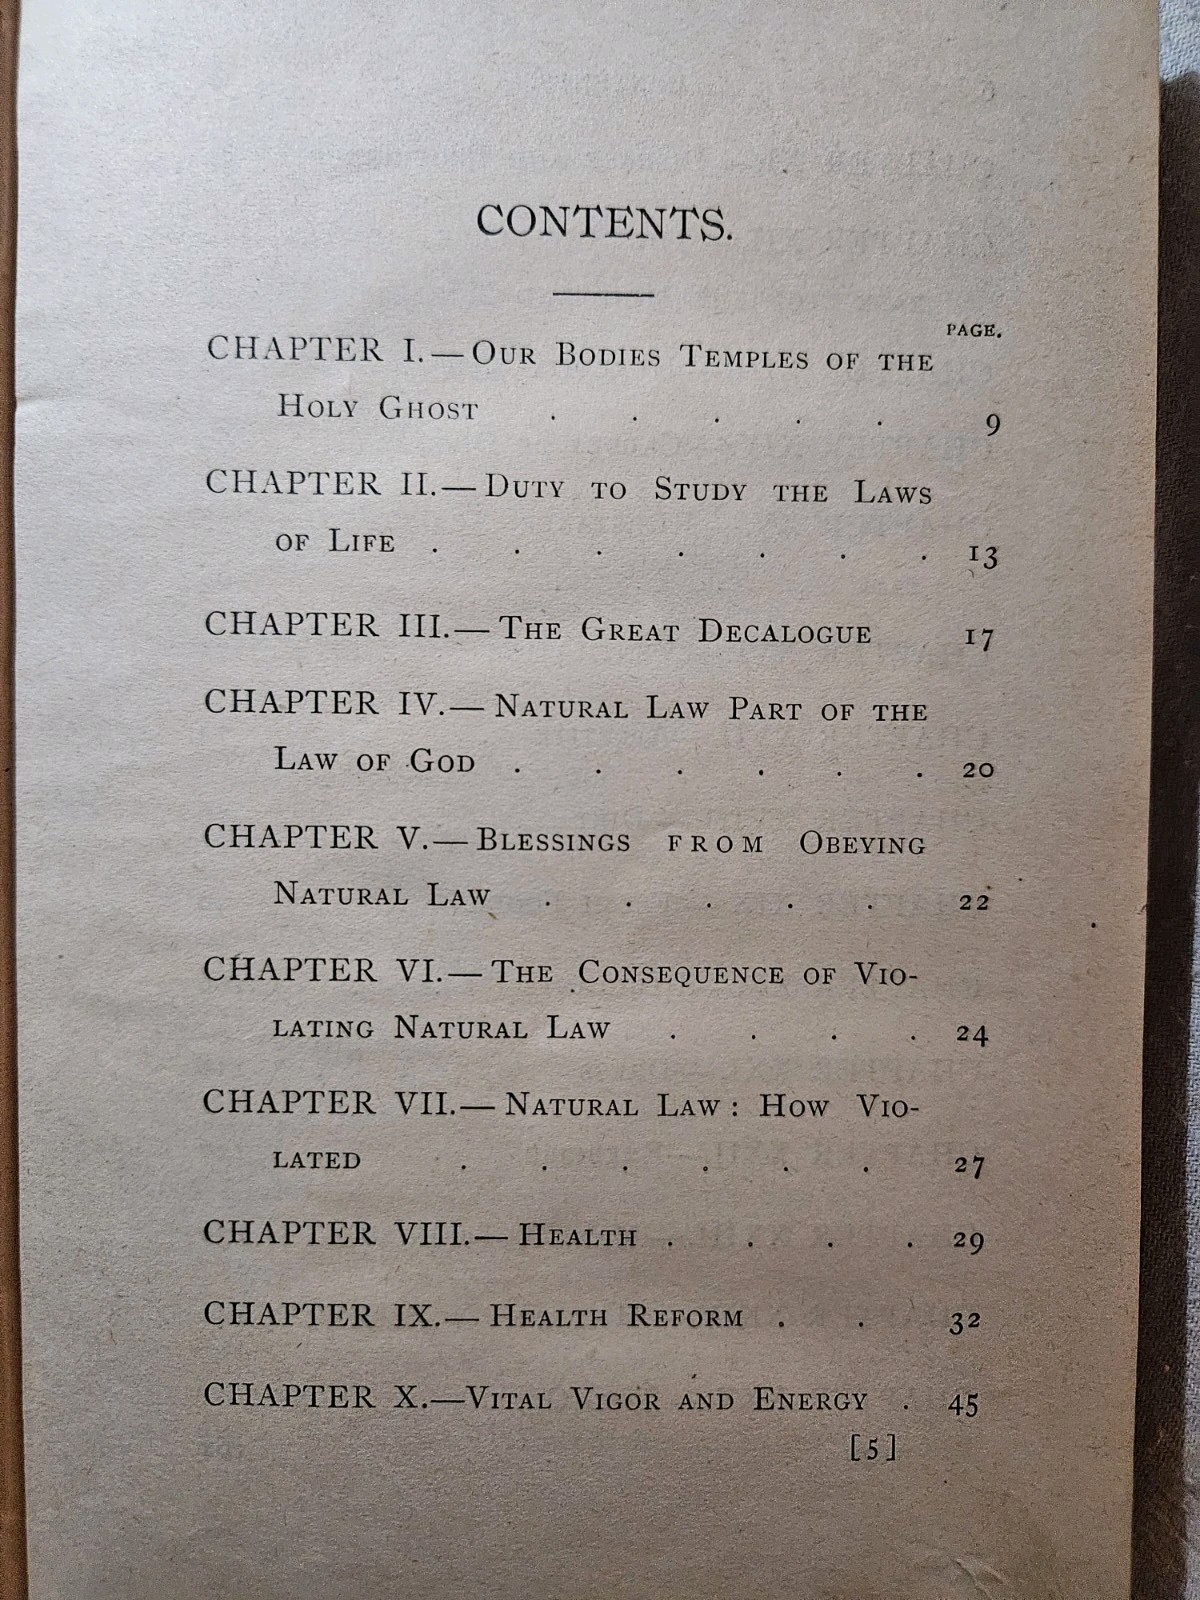 CONTENTS.
PAGE.
CHAPTER I.—OUR BODIES TEMPLES OF THE
HOLY GHOST . . . . . 9
CHAPTER II.—DUTY TO STUDY THE LAWS
OF LIFE . . . . . . . 13
CHAPTER III.—THE GREAT DECALOGUE 17
CHAPTER IV.—NATURAL LAW PART OF THE
LAW OF GOD . . . . . . 20
CHAPTER V.—BLESSINGS FROM OBEYING
NATURAL LAW . . . . . 22
CHAPTER VI.—THE CONSEQUENCE OF VIO-
LATING NATURAL LAW . . . . 24
CHAPTER VII.—NATURAL LAW: HOW VIO-
LATED . . . . . . 27
CHAPTER VIII.—HEALTH . . . . 29
CHAPTER IX.—HEALTH REFORM . . 32
CHAPTER X.—VITAL VIGOR AND ENERGY . 45
[5]